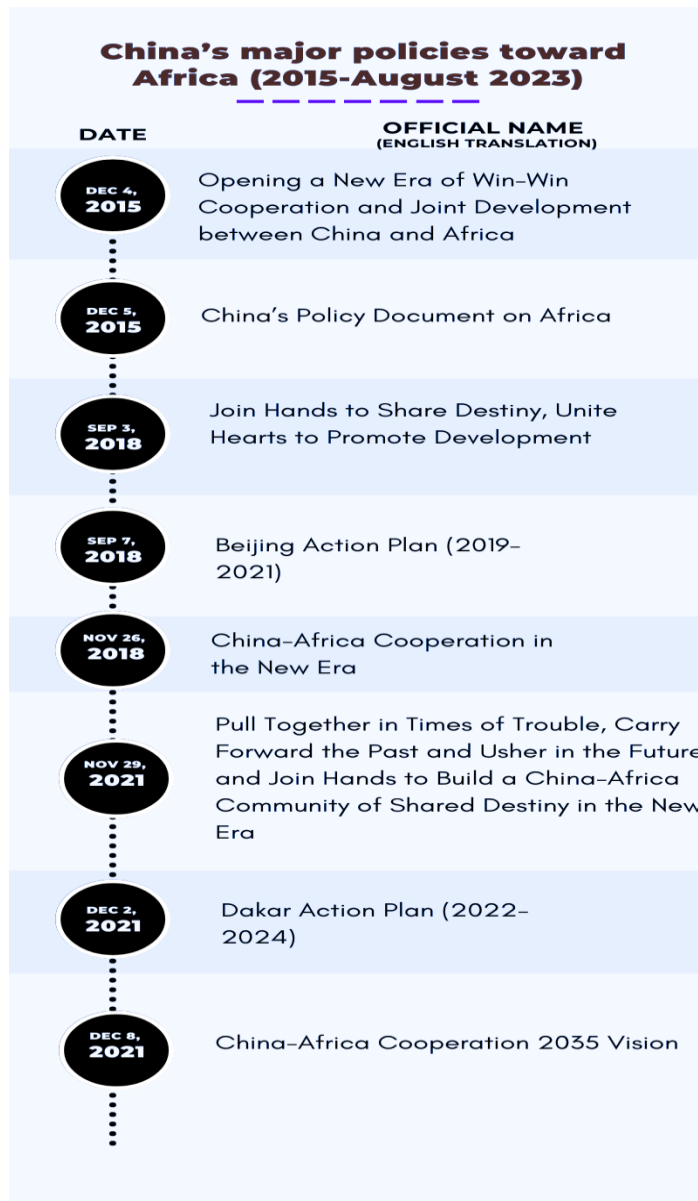 China's major policies toward
Africa (2015-August 2023)
DATE
OFFICIAL NAME
(ENGLISH TRANSLATION)
DEC 4,
2015
Opening a New Era of Win-Win
Cooperation and Joint Development
between China and Africa
DEC 5,
2015
China's Policy Document on Africa
SEP 3,
2018
Join Hands to Share Destiny, Unite
Hearts to Promote Development
SEP 7,
2018
Beijing Action Plan (2019-
2021)
NOV 26,
2018
China-Africa Cooperation in
the New Era
NOV 29,
2021
Pull Together in Times of Trouble, Carry
Forward the Past and Usher in the Future
and Join Hands to Build a China-Africa
Community of Shared Destiny in the New
Era
DEC 2,
2021
Dakar Action Plan (2022-
2024)
DEC 8,
2021
China-Africa Cooperation 2035 Vision